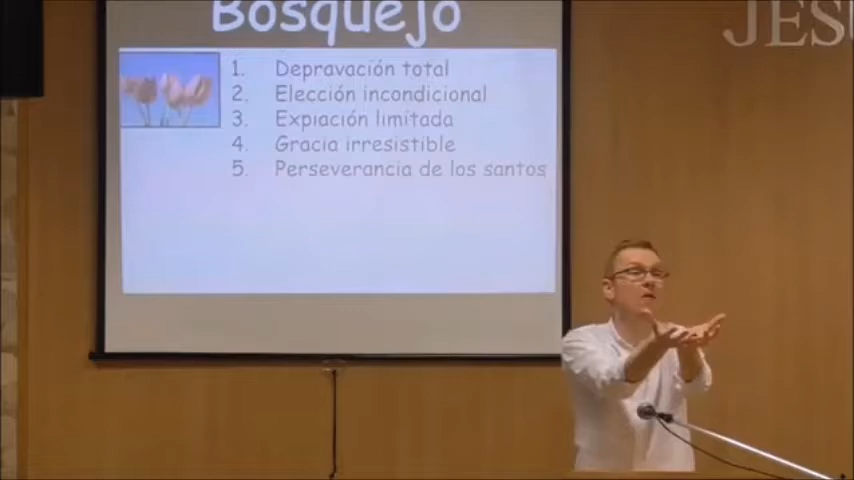 Bosquejo
1. Depravación total
2. Elección incondicional
3. Expiación limitada
4. Gracia irresistible
5. Perseverancia de los santos